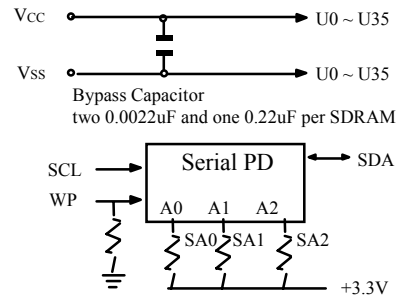 VCC U0 ~ U35
VSS U0 ~ U35
Bypass Capacitor
two 0.0022uF and one 0.22uF per SDRAM
SCL Serial PD SDA
WP A0 A1 A2
SA0 SA1 SA2
+3.3V